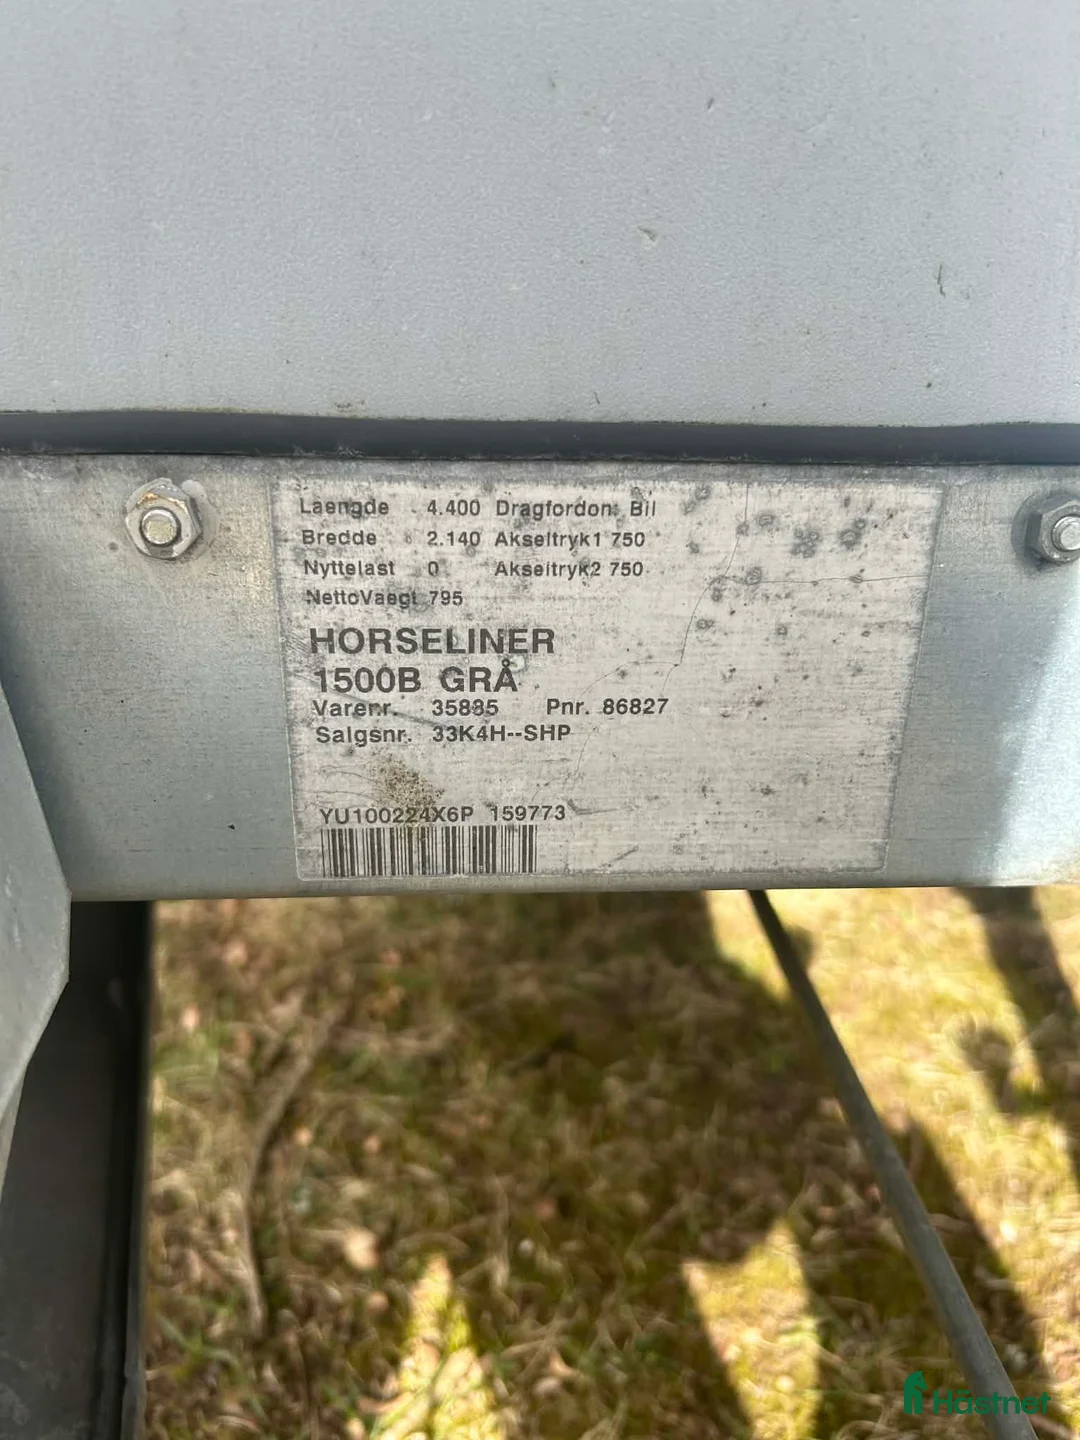 Laengde 4.400 Dragfordon: Bil
Bredde 2.140 Akseltryk1 750
Nyttelast 0 Akseltryk2 750
NettoVaegt 795
HORSELINER
1500B GRÅ
Varenr. 35885 Pnr. 86827
Salgsnr. 33K4H--SHP
YU100224X6P 159773
Hästnet